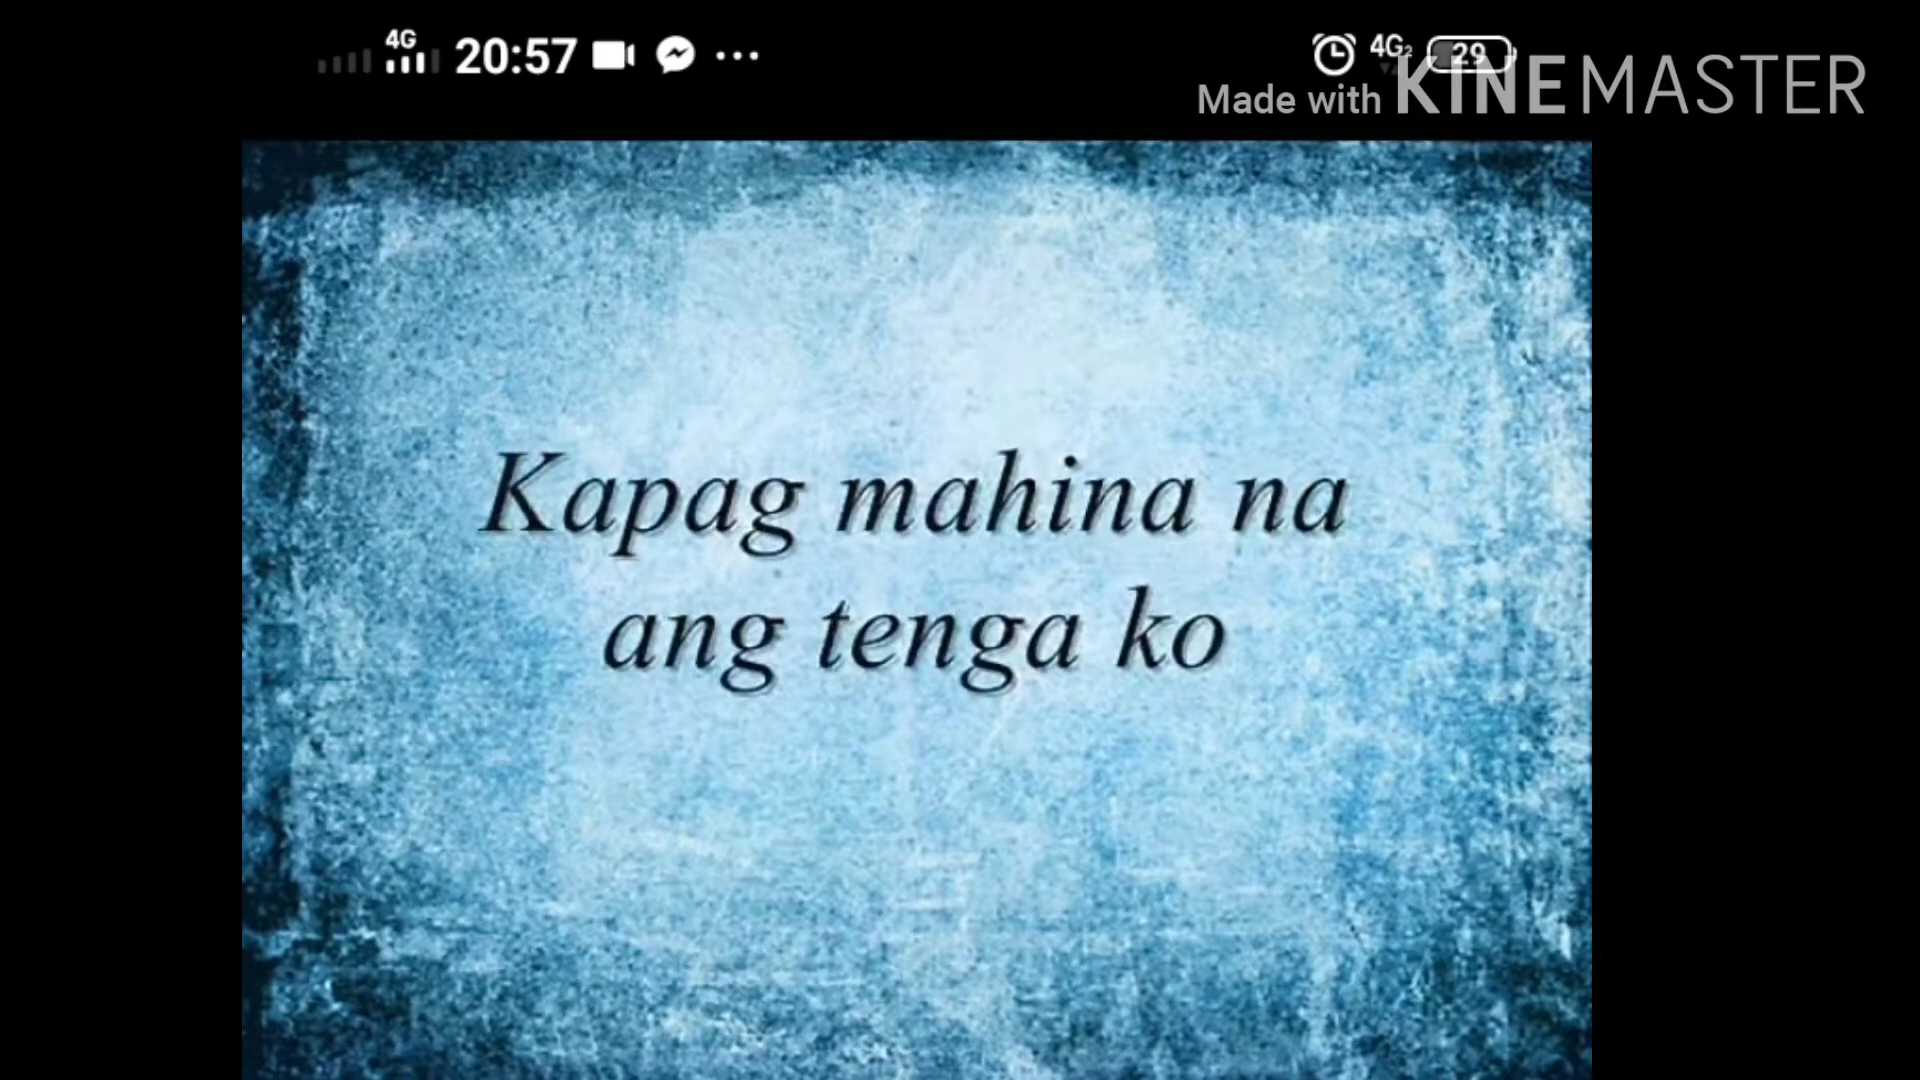 4G 20:57 ... 4G2 29
Made with KINEMASTER
Kapag mahina na
ang tenga ko